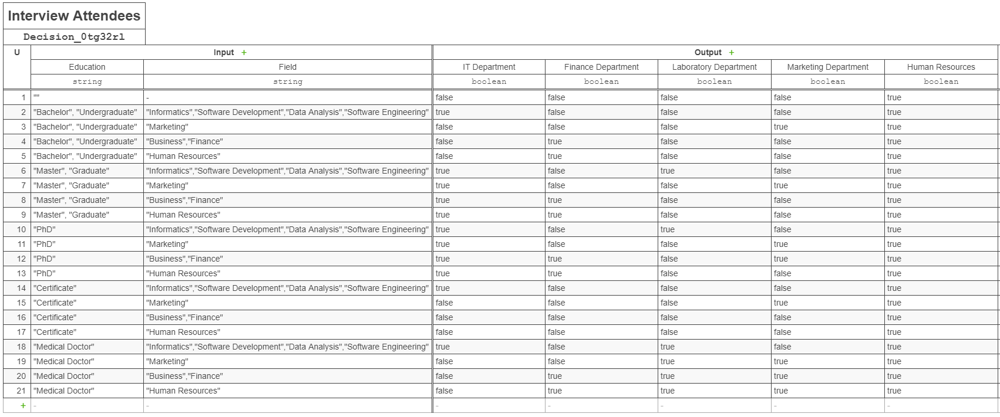 Interview Attendees
Decision_0tg32rl
U Input + Output +
Education Field IT Department Finance Department Laboratory Department Marketing Department Human Resources
string string boolean boolean boolean boolean boolean
1 "" - false false false false true
2 "Bachelor", "Undergraduate" "Informatics","Software Development","Data Analysis","Software Engineering" true false false false true
3 "Bachelor", "Undergraduate" "Marketing" false false false true true
4 "Bachelor", "Undergraduate" "Business","Finance" false true false false true
5 "Bachelor", "Undergraduate" "Human Resources" false true false false true
6 "Master", "Graduate" "Informatics","Software Development","Data Analysis","Software Engineering" true false true false true
7 "Master", "Graduate" "Marketing" true false false true true
8 "Master", "Graduate" "Business","Finance" true true false false true
9 "Master", "Graduate" "Human Resources" true true false false true
10 "PhD" "Informatics","Software Development","Data Analysis","Software Engineering" true false true false true
11 "PhD" "Marketing" true false false true true
12 "PhD" "Business","Finance" true true false true true
13 "PhD" "Human Resources" true true false false true
14 "Certificate" "Informatics","Software Development","Data Analysis","Software Engineering" true false false false true
15 "Certificate" "Marketing" false false false true true
16 "Certificate" "Business","Finance" false false false false true
17 "Certificate" "Human Resources" false false false false true
18 "Medical Doctor" "Informatics","Software Development","Data Analysis","Software Engineering" true false true false true
19 "Medical Doctor" "Marketing" false false true true true
20 "Medical Doctor" "Business","Finance" false true true true true
21 "Medical Doctor" "Human Resources" false true true true true
+ - - - - - - -